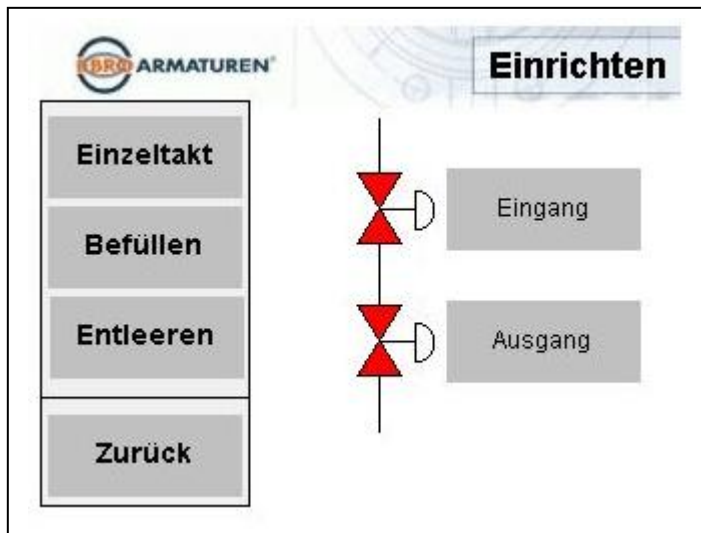 EBRO ARMATUREN®
Einrichten
Einzeltakt
Befüllen
Entleeren
Zurück
Eingang
Ausgang